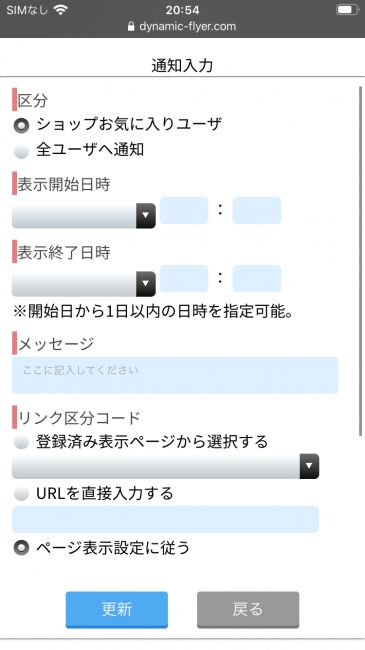 SIMなし 20:54
dynamic-flyer.com
通知入力
区分
ショップお気に入りユーザ
全ユーザへ通知
表示開始日時
:
表示終了日時
:
※開始日から1日以内の日時を指定可能。
メッセージ
ここに記入してください
リンク区分コード
登録済み表示ページから選択する
URLを直接入力する
ページ表示設定に従う
更新 戻る